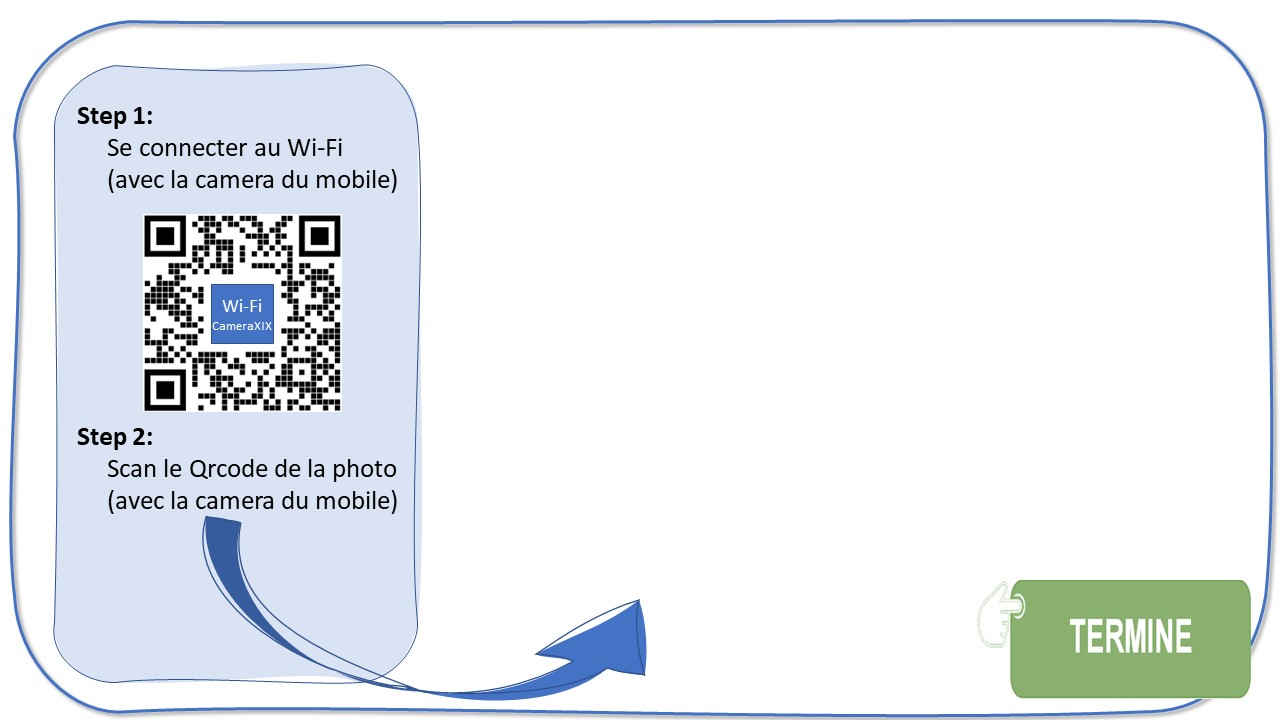 Step 1:
Se connecter au Wi-Fi
(avec la camera du mobile)
Wi-Fi
CameraXIX
Step 2:
Scan le Qrcode de la photo
(avec la camera du mobile)
TERMINE